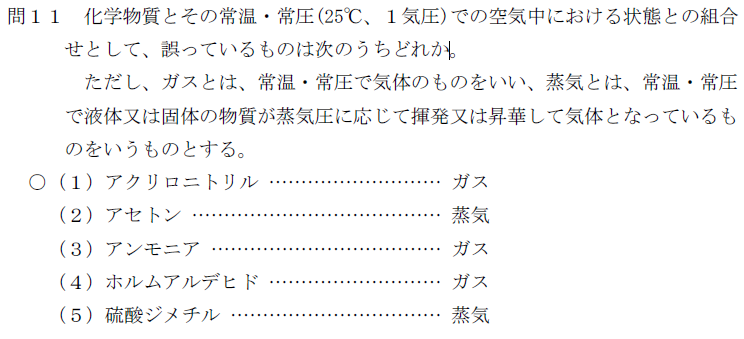 問１１　化学物質とその常温・常圧(25℃、１気圧)での空気中における状態との組合
せとして、誤っているものは次のうちどれか。
ただし、ガスとは、常温・常圧で気体のものをいい、蒸気とは、常温・常圧
で液体又は固体の物質が蒸気圧に応じて揮発又は昇華して気体となっているも
のをいうものとする。
○（１）アクリロニトリル ……………………… ガス
（２）アセトン ………………………………… 蒸気
（３）アンモニア ……………………………… ガス
（４）ホルムアルデヒド ……………………… ガス
（５）硫酸ジメチル …………………………… 蒸気